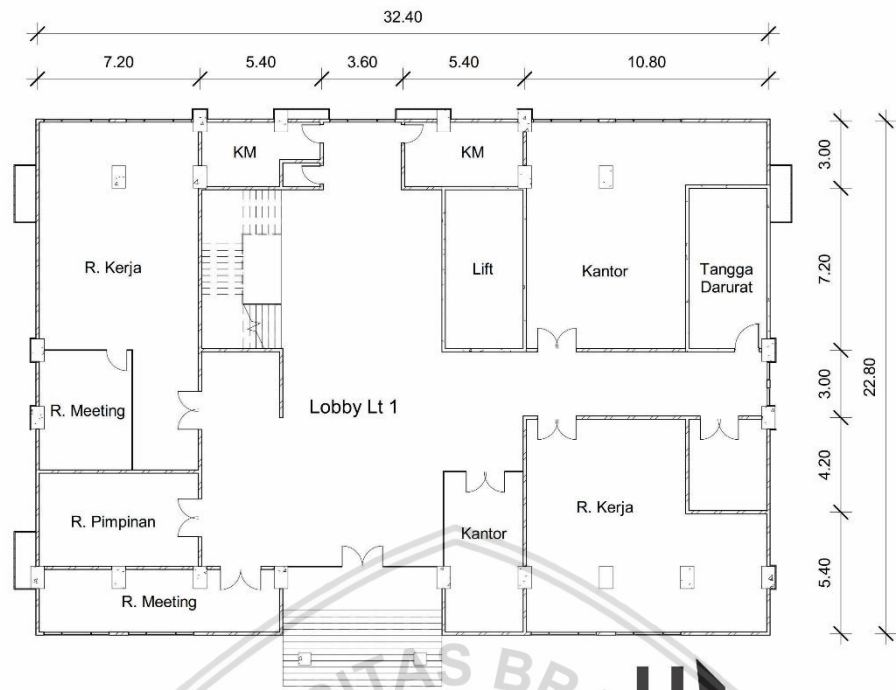 32.40
7.20 5.40 3.60 5.40 10.80
KM KM
3.00
R. Kerja Lift Kantor Tangga
Darurat
7.20
R. Meeting Lobby Lt 1
3.00
22.80
4.20
R. Pimpinan Kantor R. Kerja
5.40
R. Meeting
SITAS BR